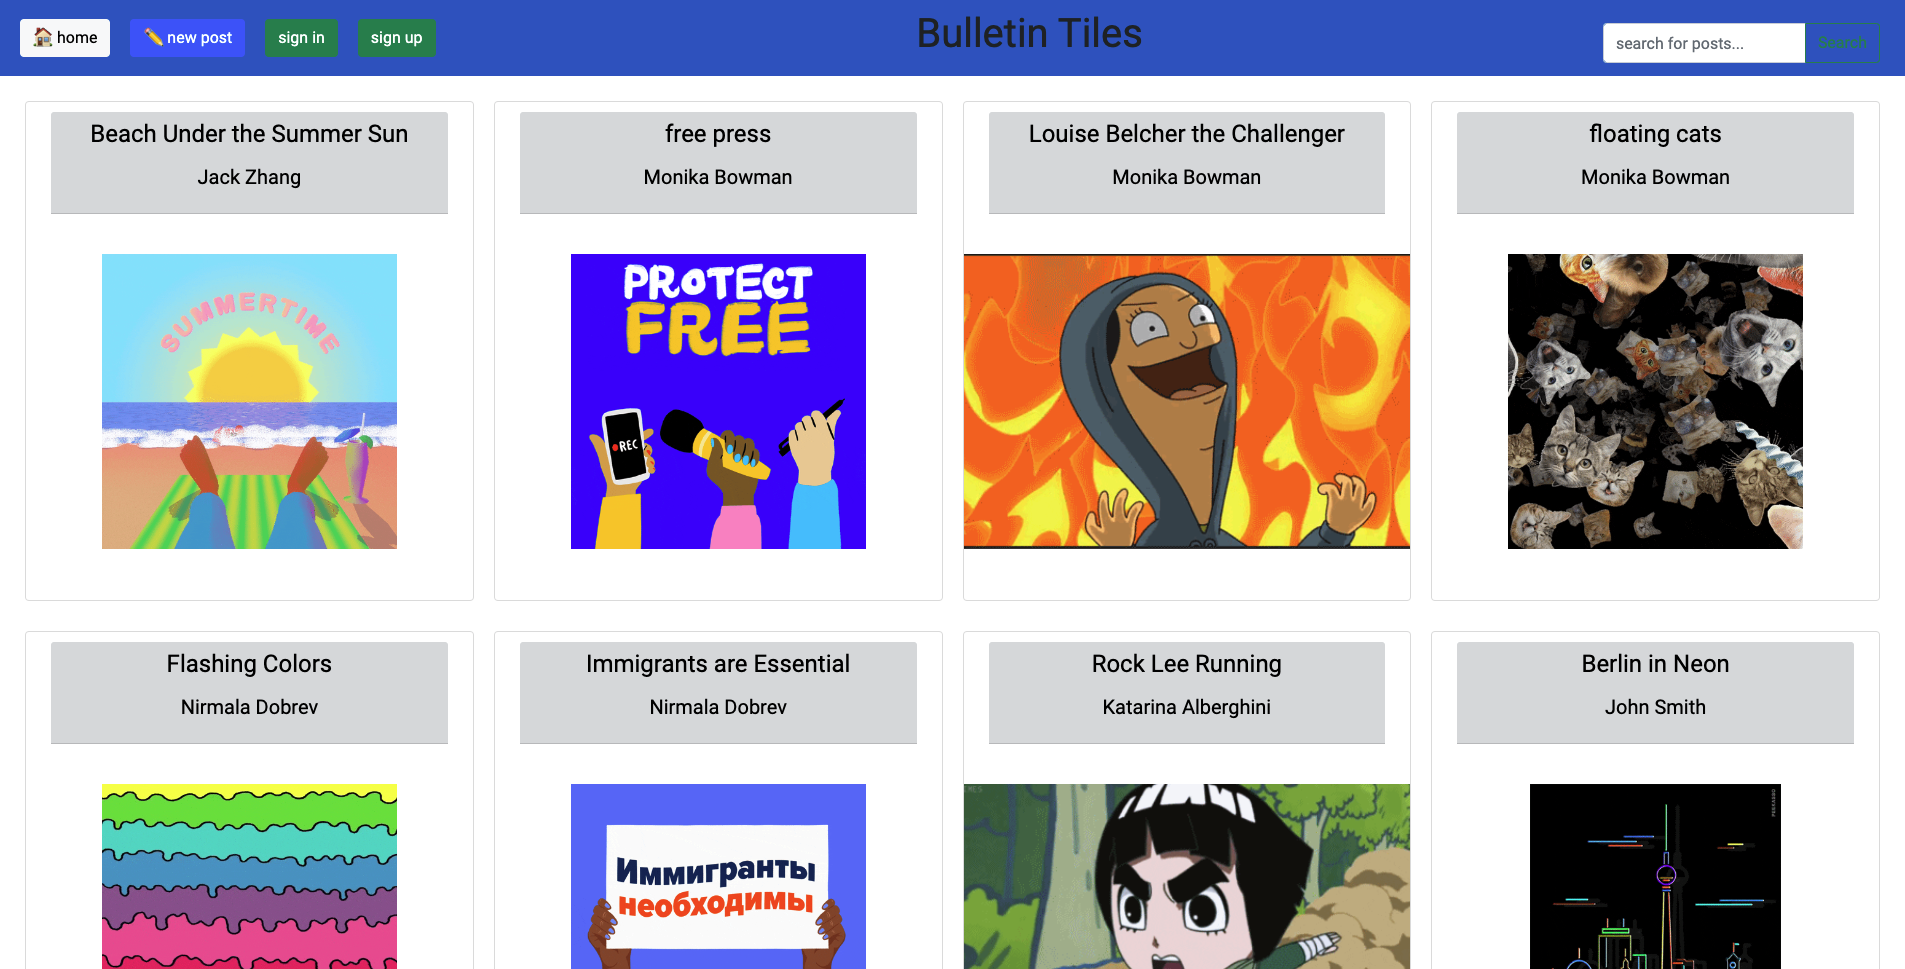 home
new post
sign in
sign up
Bulletin Tiles
search for posts...
Search
Beach Under the Summer Sun
Jack Zhang
SUMMERTIME
free press
Monika Bowman
PROTECT
FREE
REC
Louise Belcher the Challenger
Monika Bowman
floating cats
Monika Bowman
Flashing Colors
Nirmala Dobrev
Immigrants are Essential
Nirmala Dobrev
Иммигранты
необходимы
Rock Lee Running
Katarina Alberghini
Berlin in Neon
John Smith